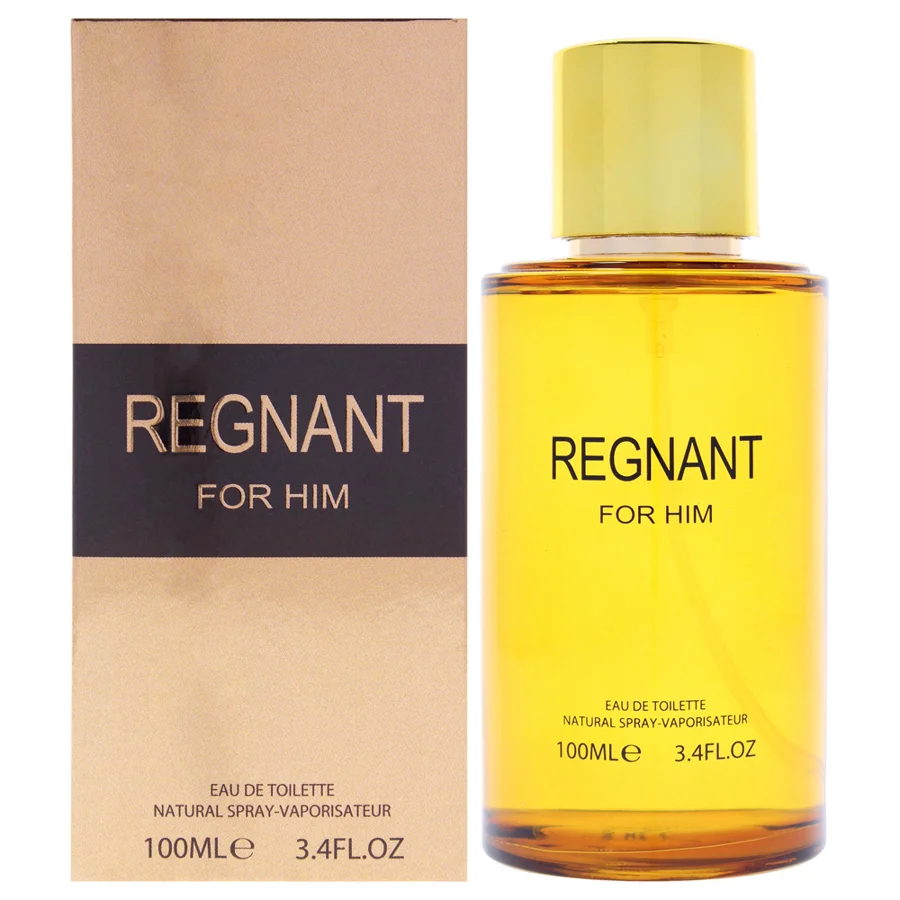 REGNANT
FOR HIM
EAU DE TOILETTE
NATURAL SPRAY-VAPORISATEUR
100ML℮ 3.4FL.OZ
REGNANT
FOR HIM
EAU DE TOILETTE
NATURAL SPRAY-VAPORISATEUR
100ML℮ 3.4FL.OZ